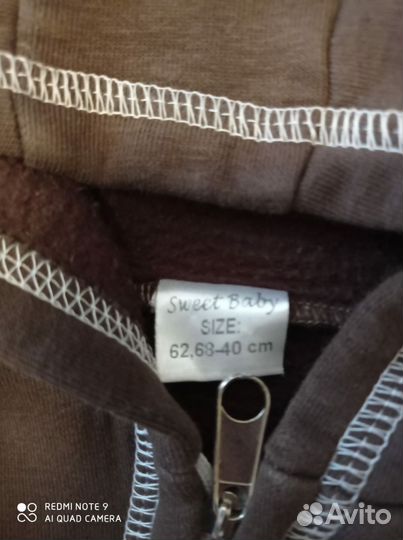 Sweet Baby
SIZE:
62,68-40 cm
REDMI NOTE 9
AI QUAD CAMERA
Avito